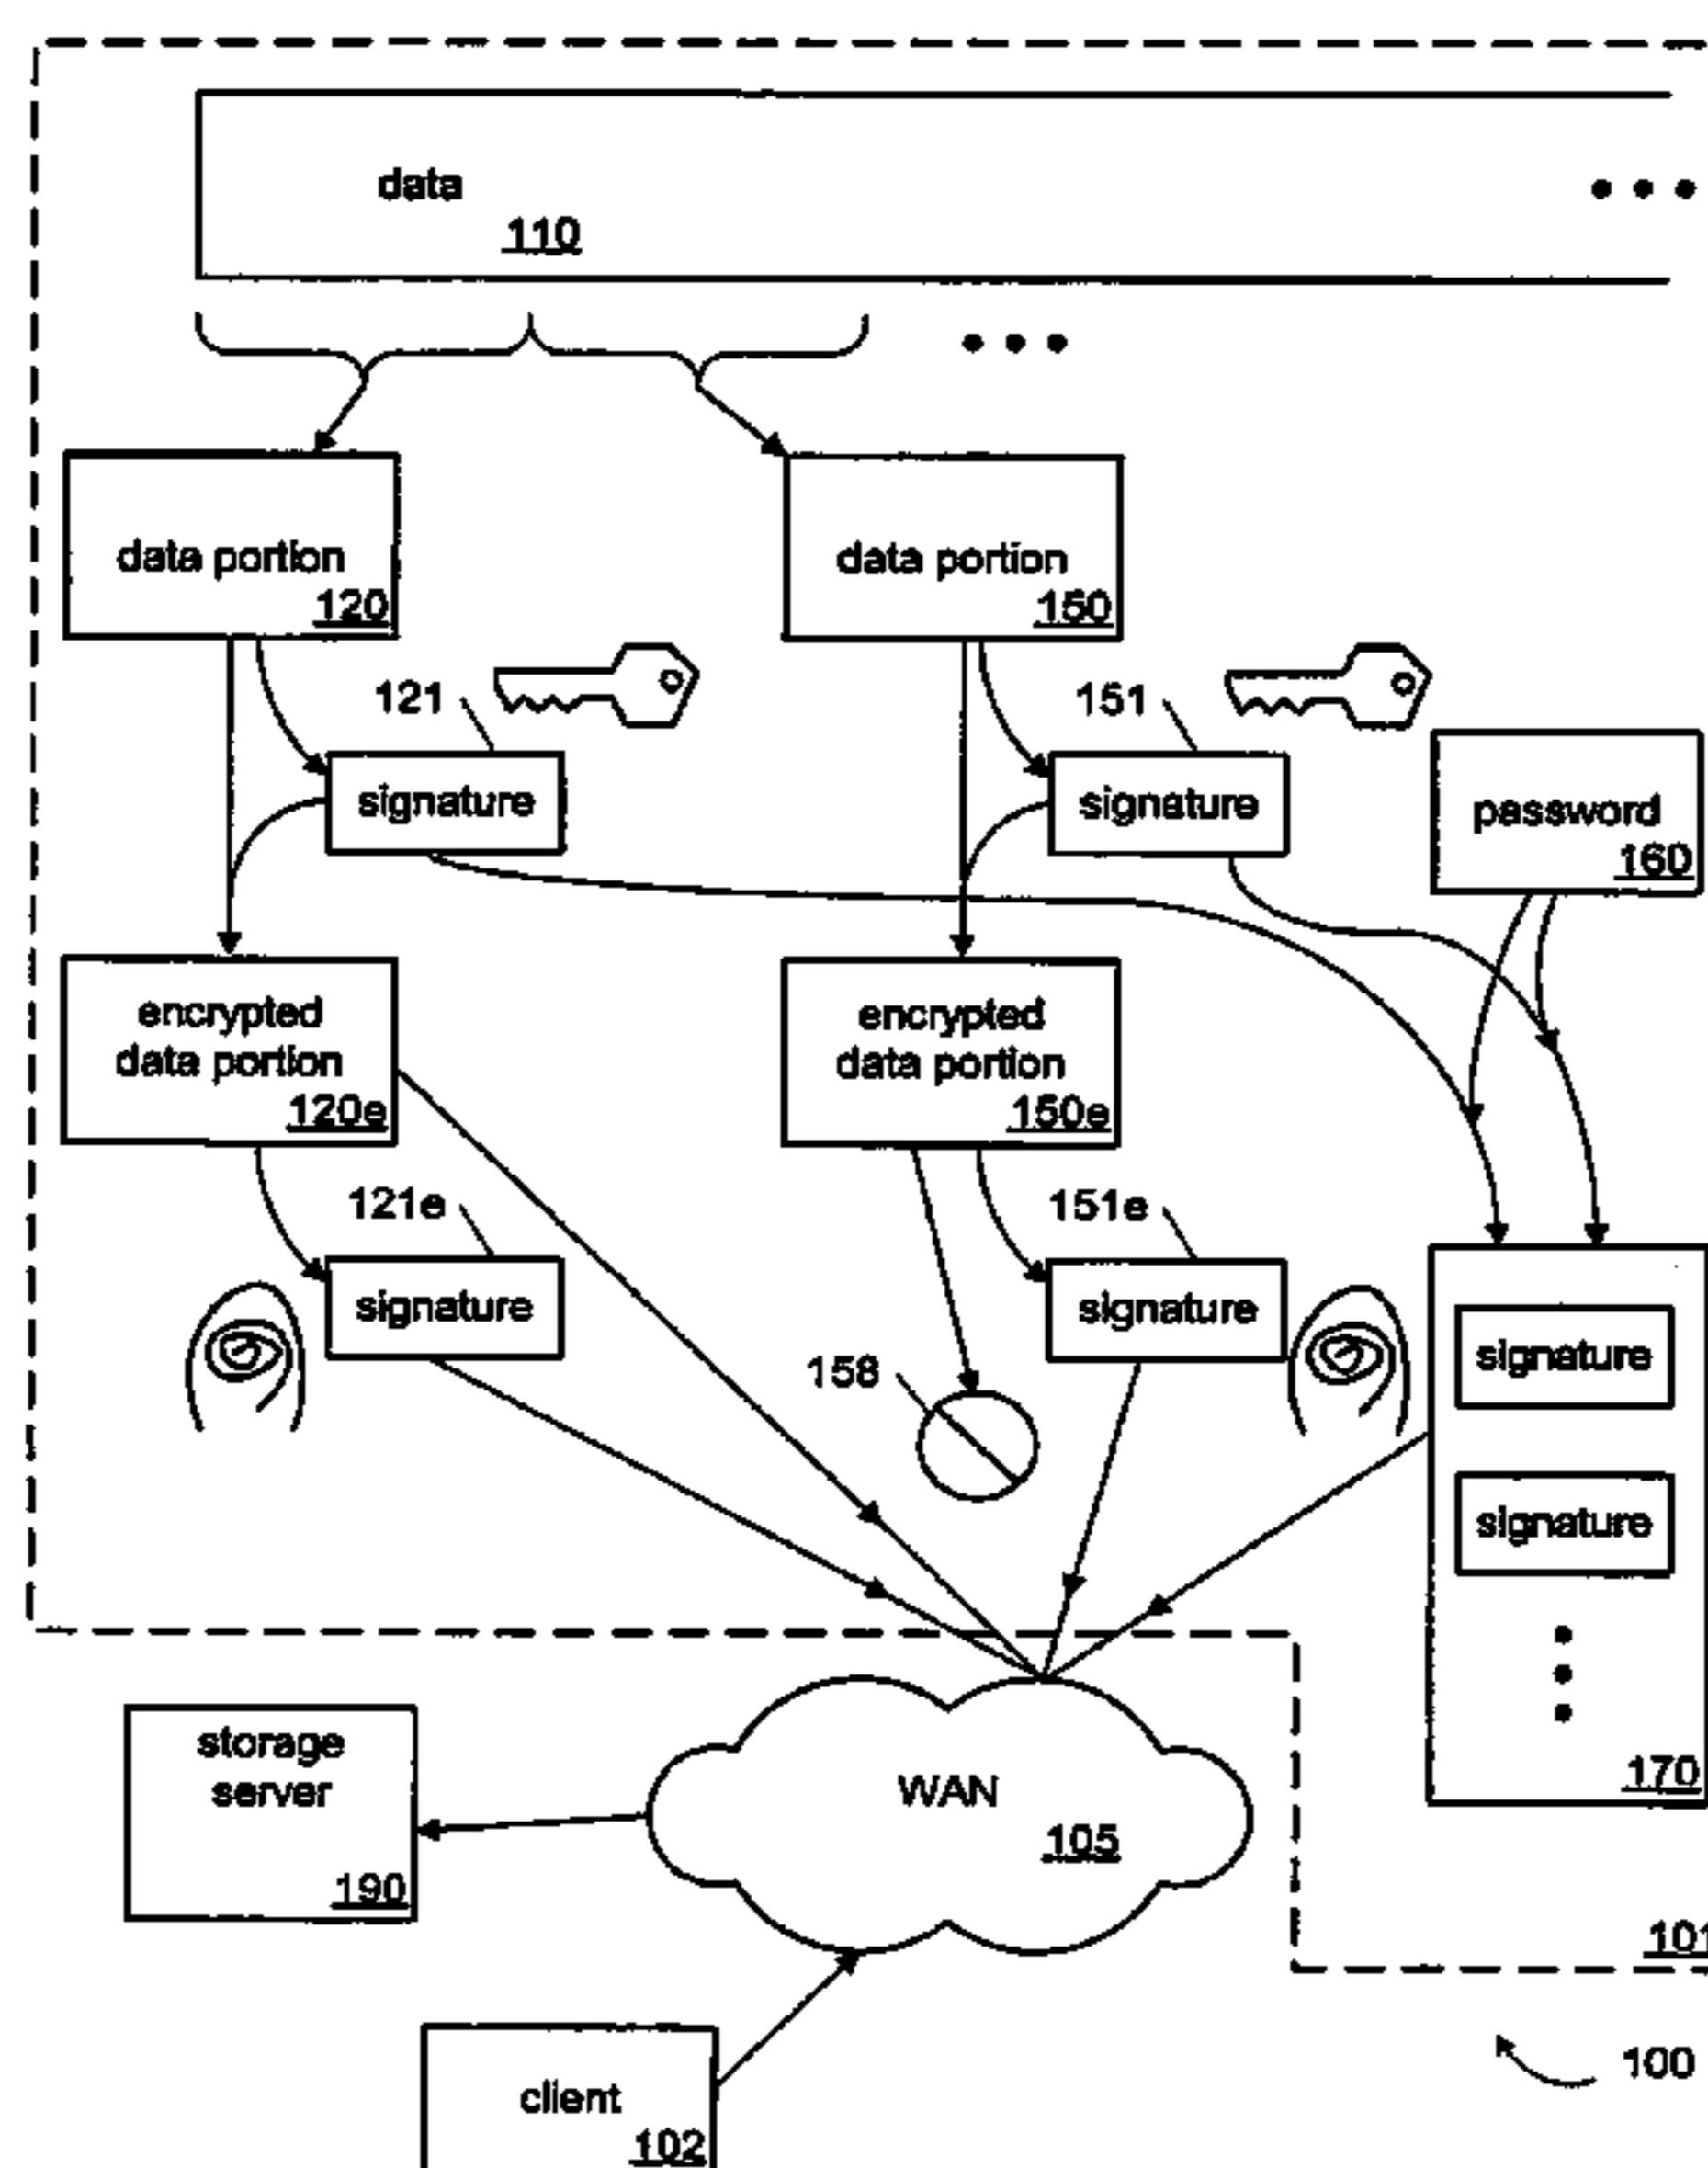 data
110
data portion
120
data portion
150
121
151
signature
signature
password
160
encrypted
data portion
120e
encrypted
data portion
150e
121e
151e
signature
signature
158
signature
signature
170
storage
server
190
WAN
105
101
100
client
102